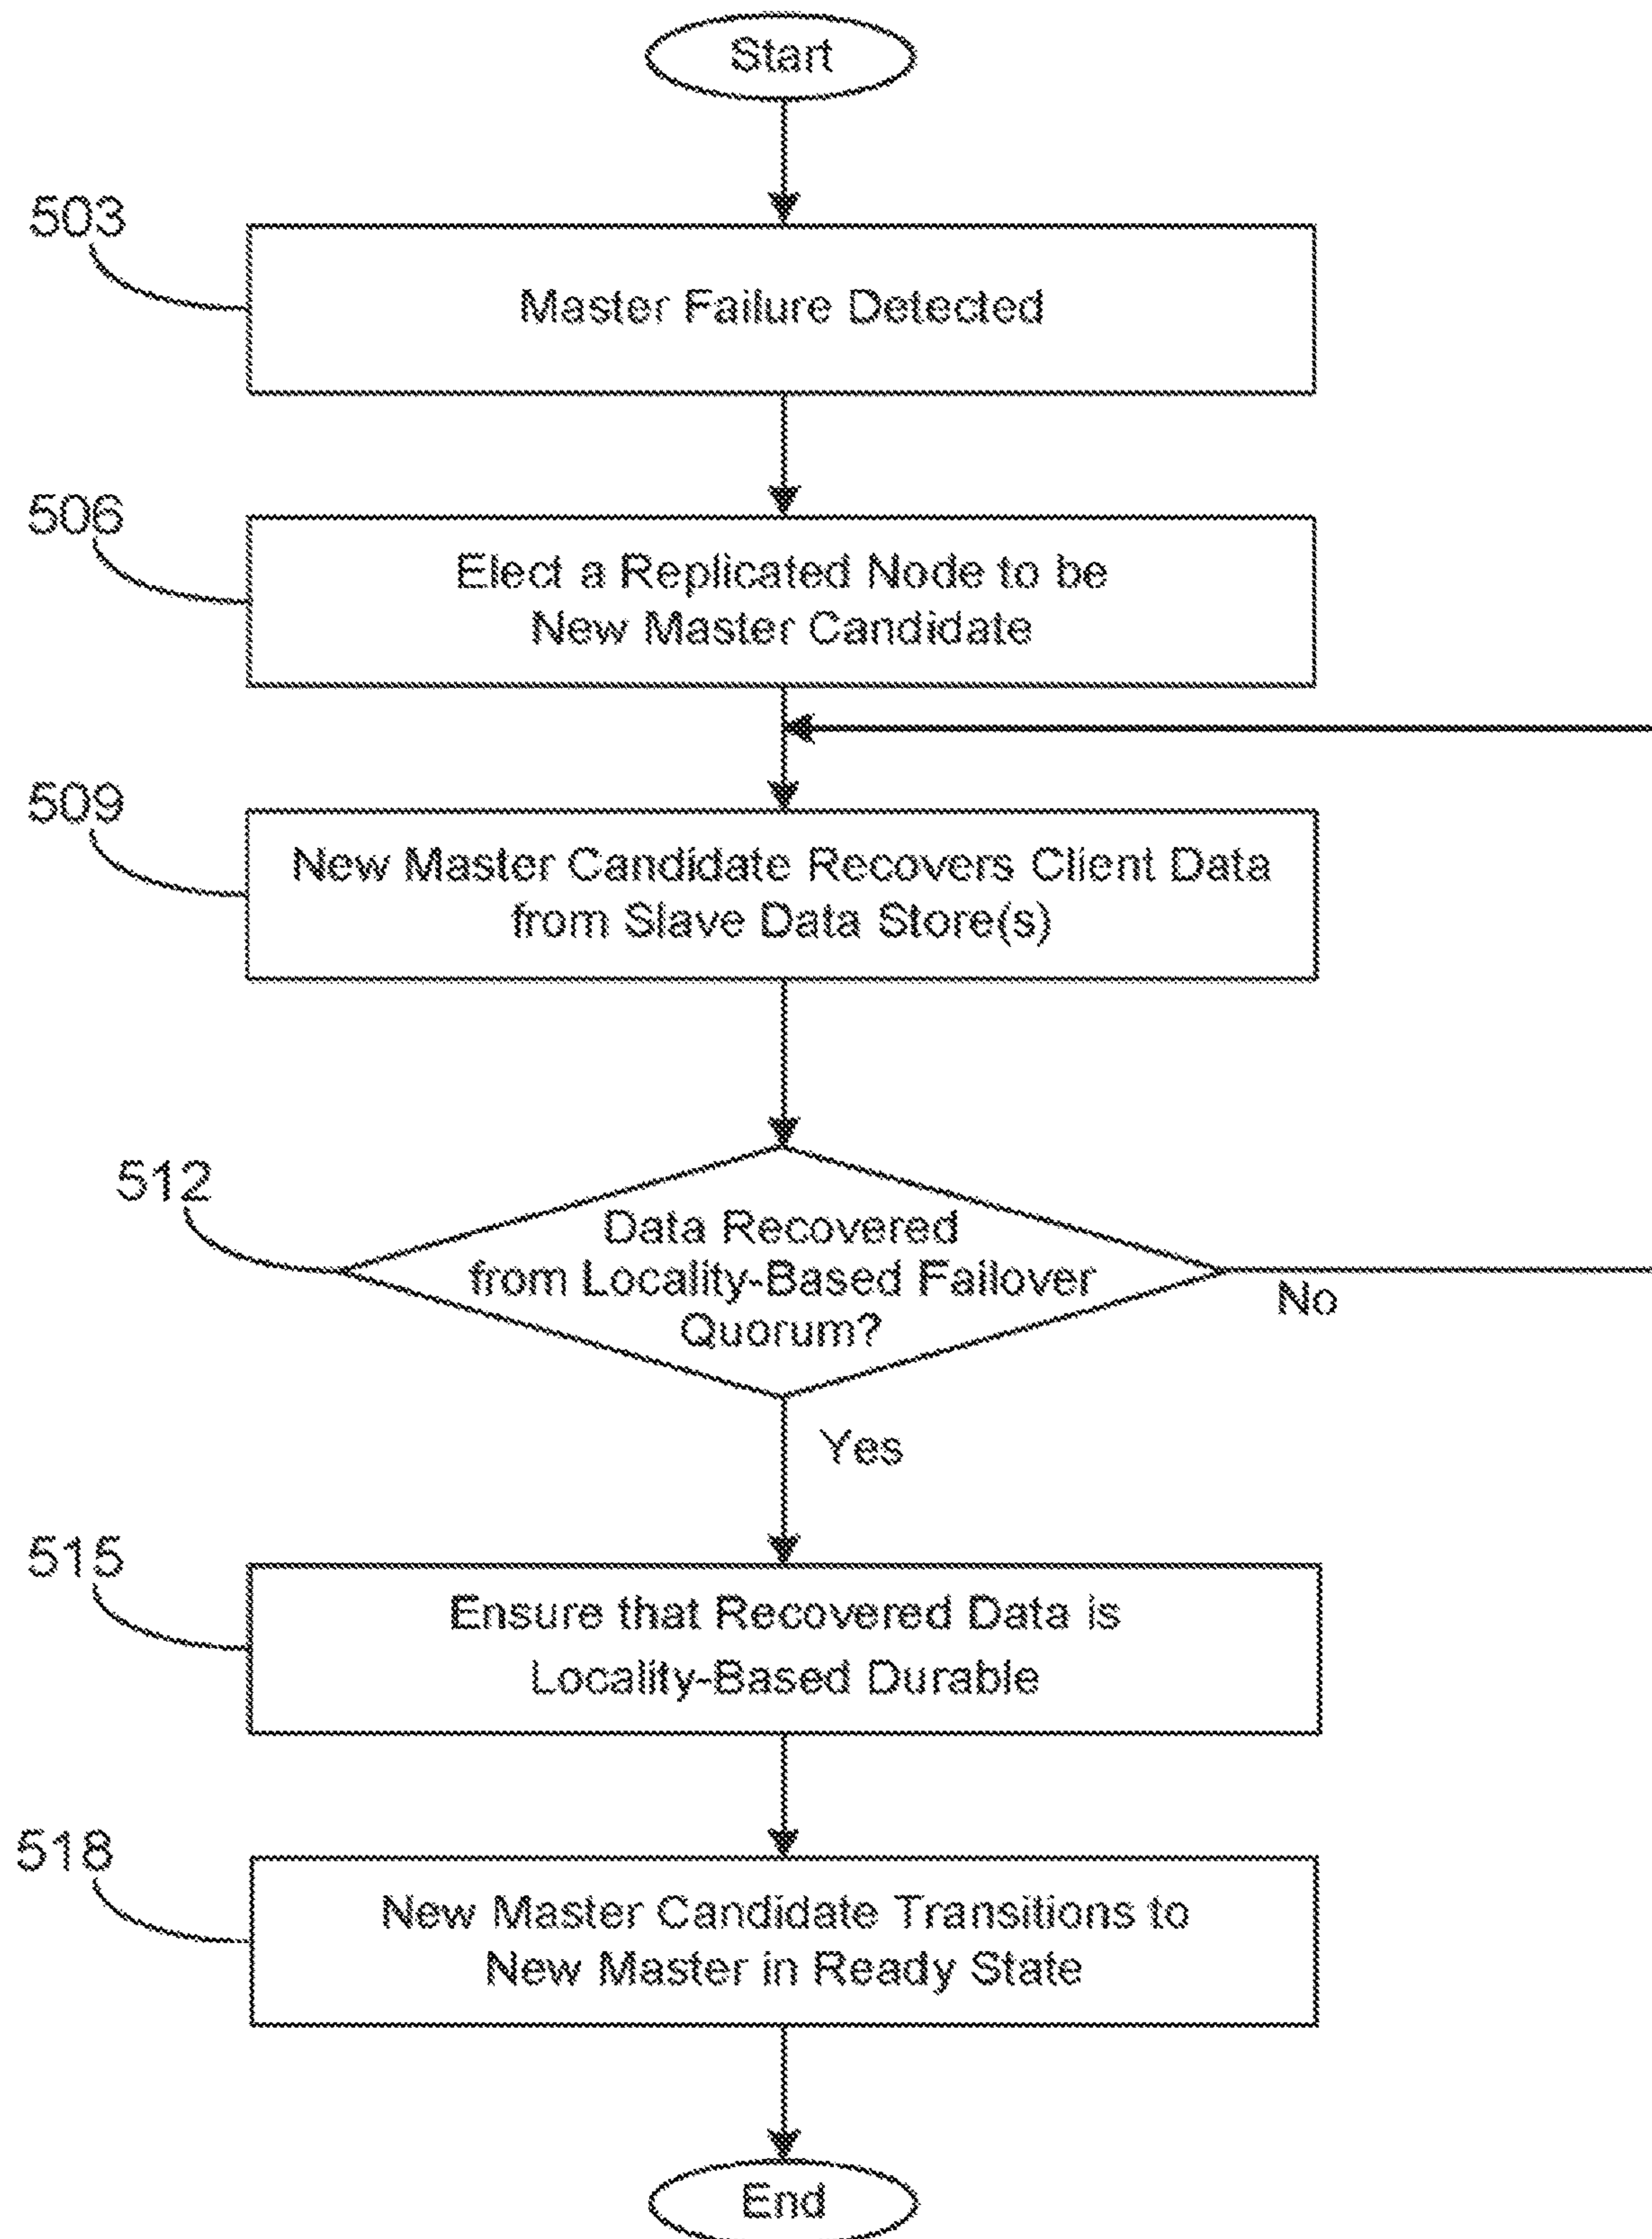 Start
503
Master Failure Detected
506
Elect a Replicated Node to be
New Master Candidate
509
New Master Candidate Recovers Client Data
from Slave Data Store(s)
512
Data Recovered
from Locality-Based Failover
Quorum?
No
Yes
515
Ensure that Recovered Data is
Locality-Based Durable
518
New Master Candidate Transitions to
New Master in Ready State
End